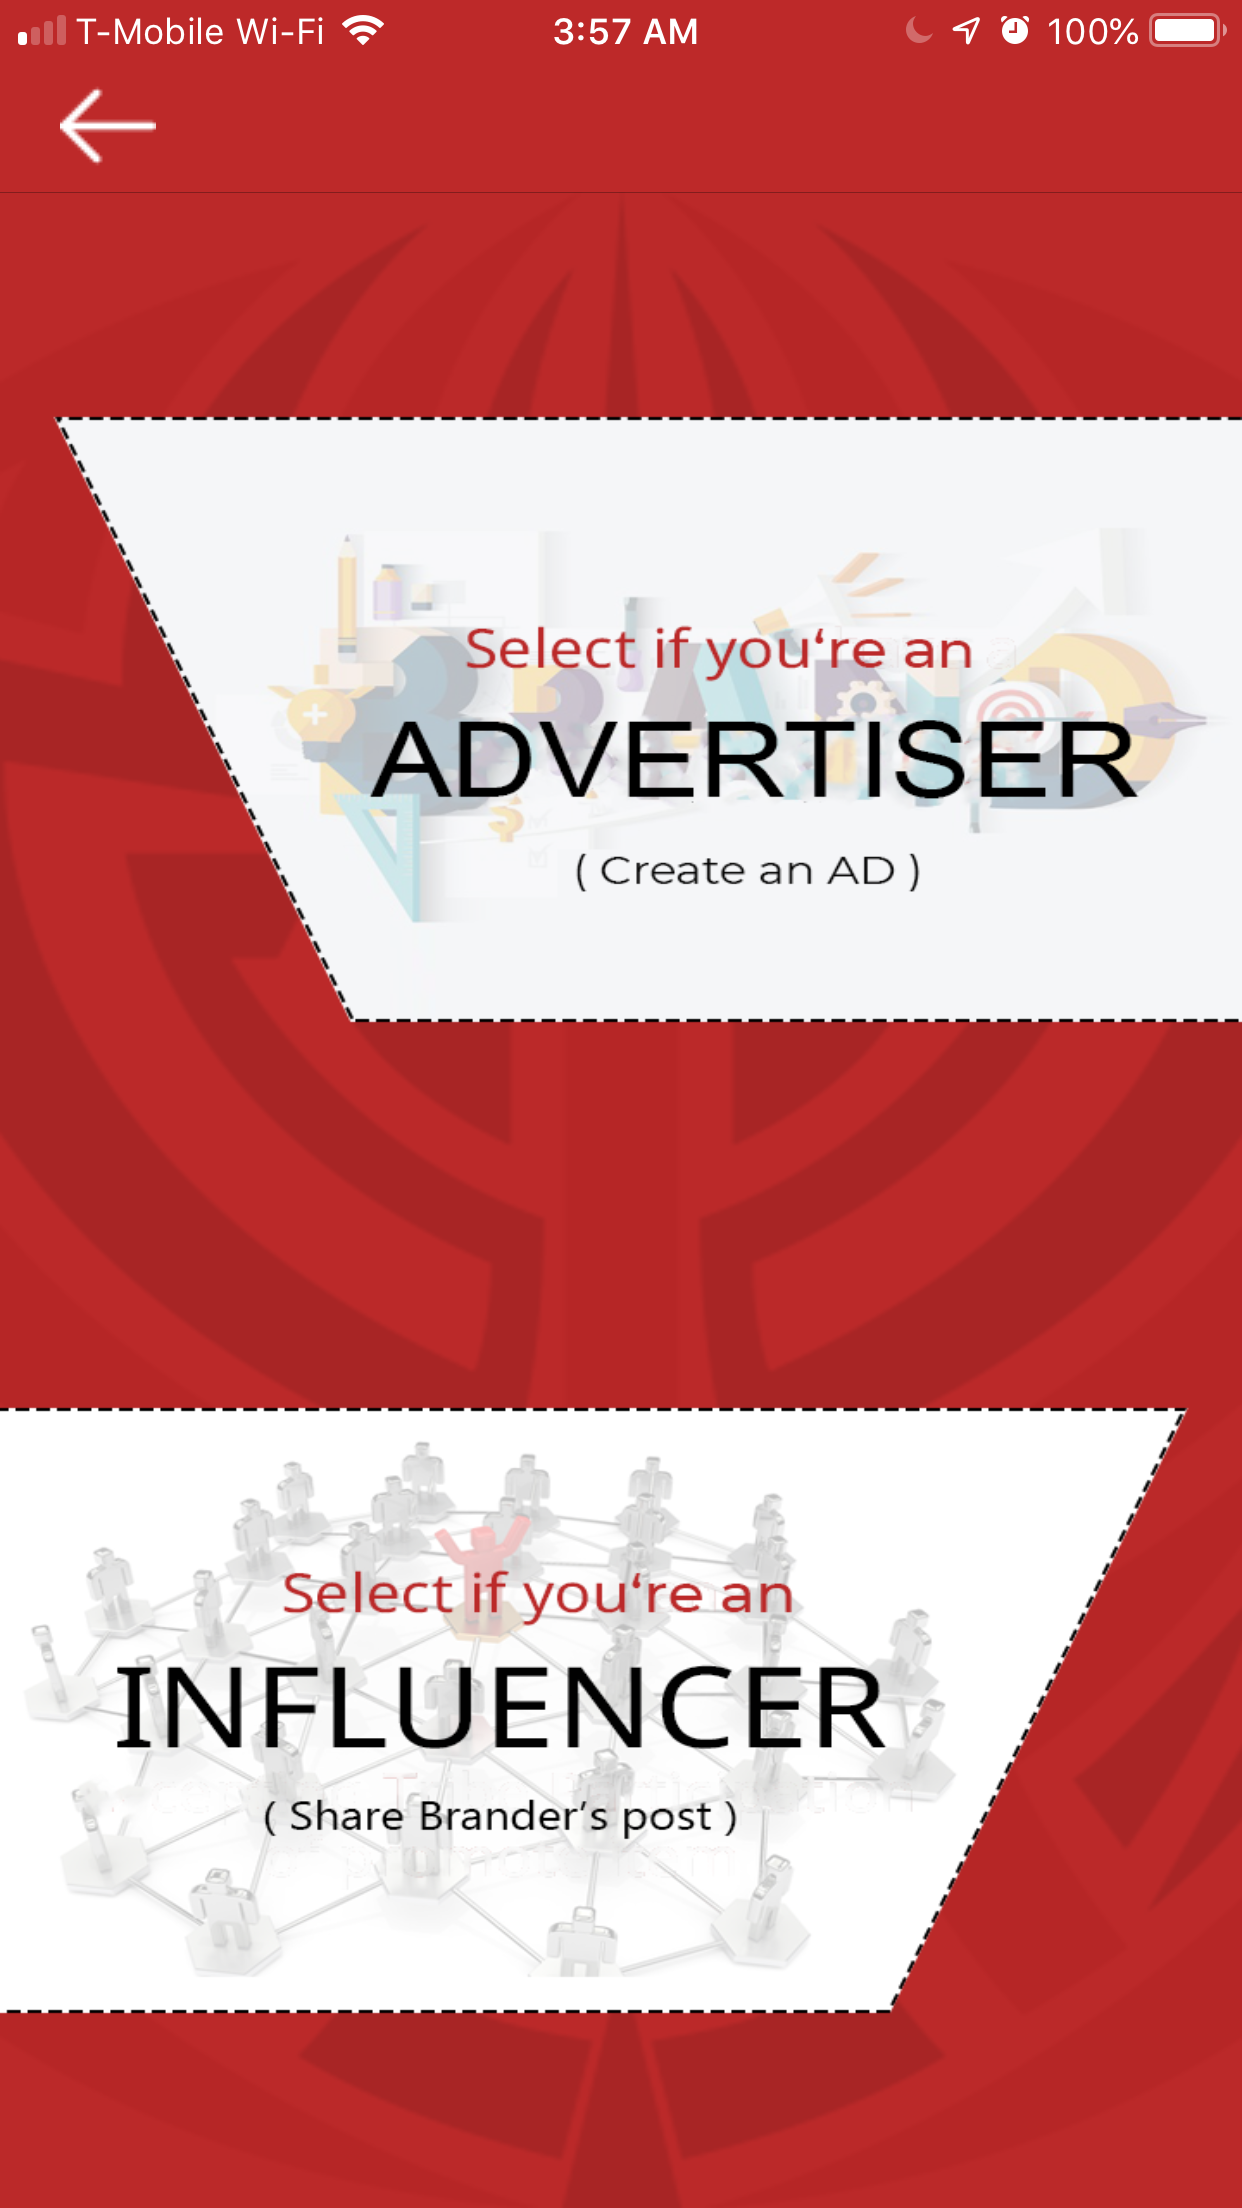 T-Mobile Wi-Fi 3:57 AM 100%
Select if you‘re an
ADVERTISER
( Create an AD )
Select if you‘re an
INFLUENCER
( Share Brander’s post )